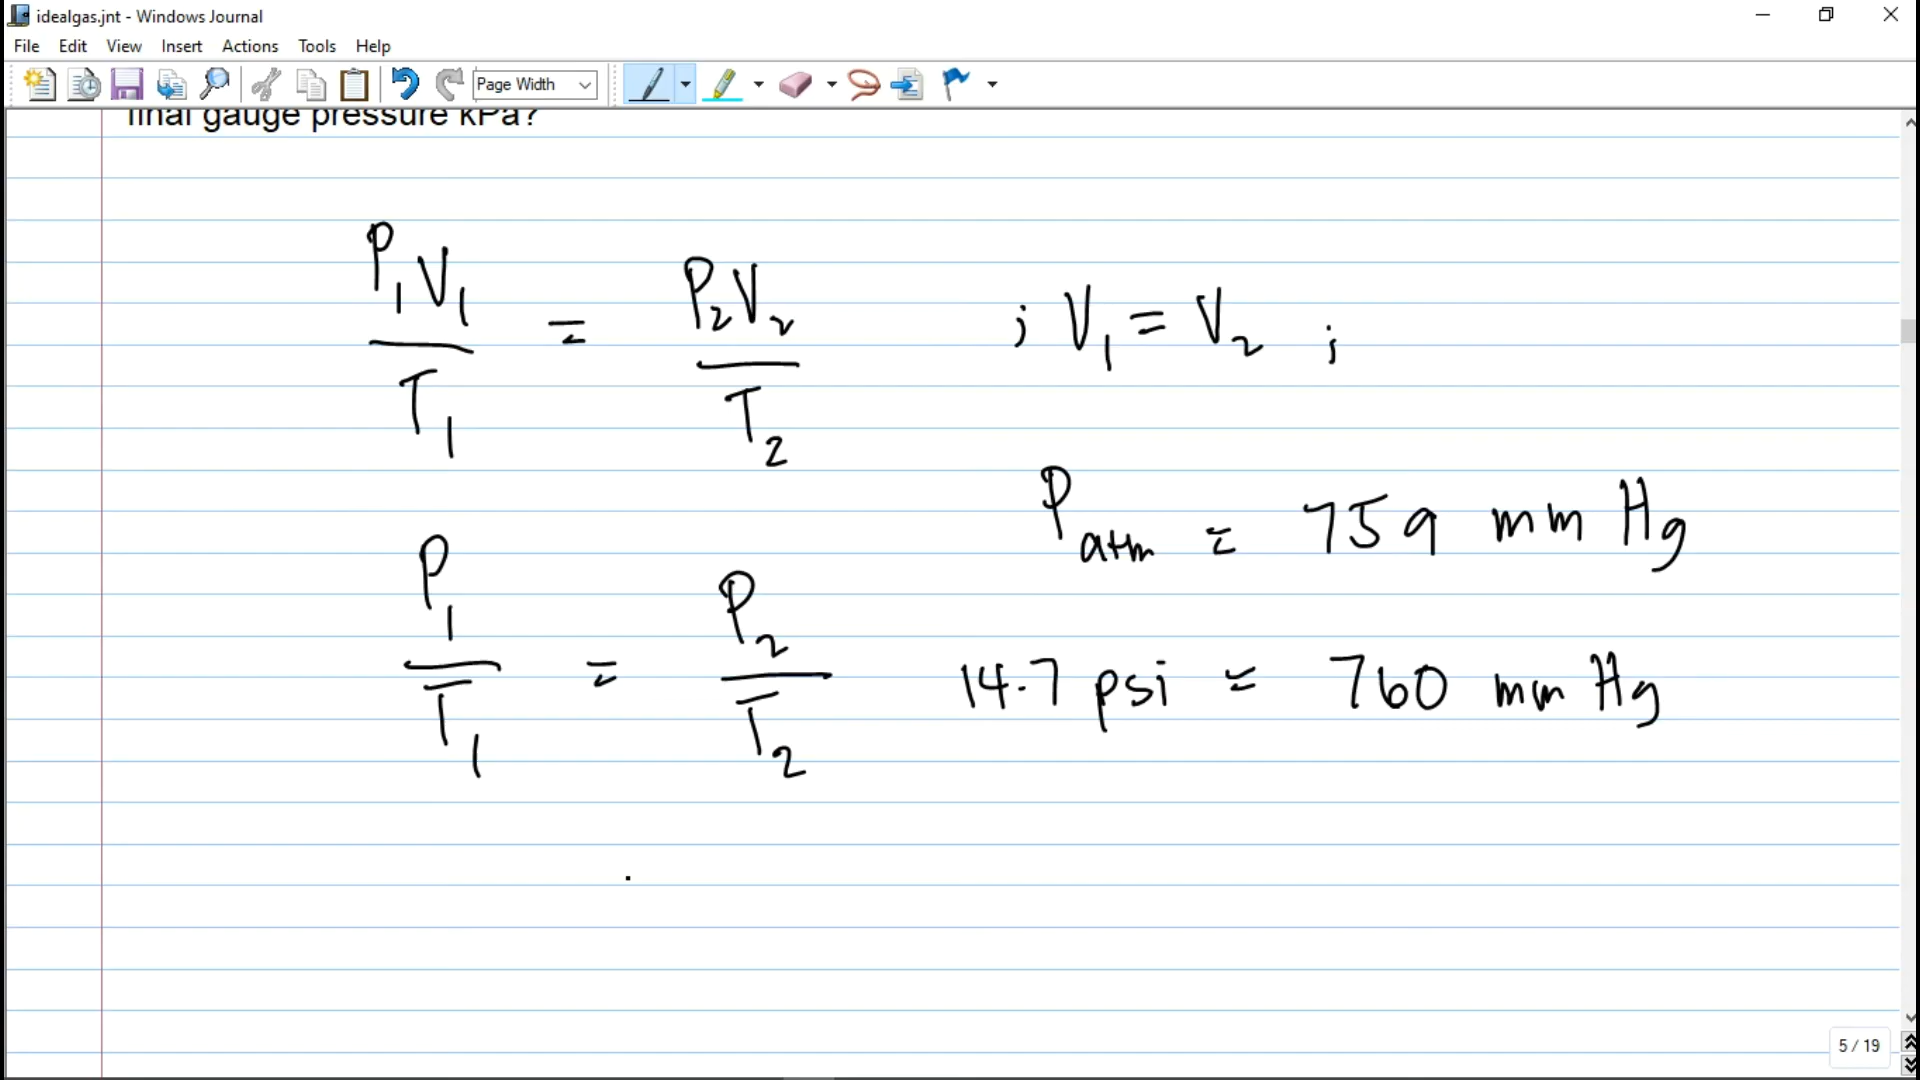 idealgas.jnt - Windows Journal
File Edit View Insert Actions Tools Help
Page Width
final gauge pressure kPa?
P1V1 / T1 = P2V2 / T2 ; V1 = V2 ;
Patm = 759 mm Hg
P1 / T1 = P2 / T2
14.7 psi = 760 mm Hg
5 / 19